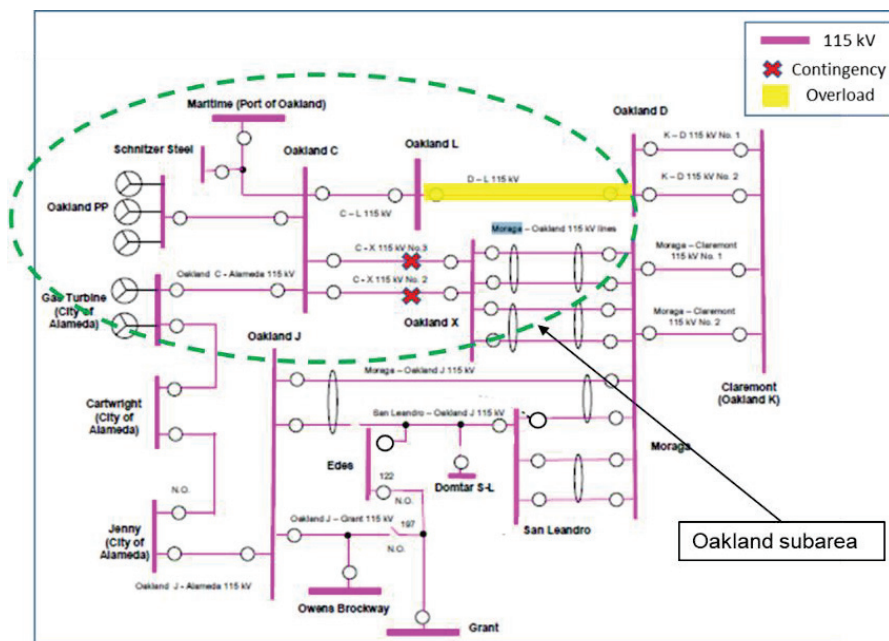 115 kV
Contingency
Overload
Maritime (Port of Oakland)
Schnitzer Steel
Oakland C
Oakland L
Oakland D
K – D 115 kV No. 1
K – D 115 kV No. 2
D – L 115 kV
Oakland PP
C – L 115 kV
Moraga – Oakland 115 kV lines
C - X 115 kV No.3
Moraga – Claremont
115 kV No. 1
Oakland C - Alameda 115 kV
C - X 115 kV No. 2
Gas Turbine
(City of
Alameda)
Oakland X
Moraga – Claremont
115 kV No. 2
Oakland J
Moraga – Oakland J 115 kV
Claremont
(Oakland K)
Cartwright
(City of
Alameda)
San Leandro – Oakland J 115 kV
Moraga
Edes
Domtar S-L
122
N.O.
N.O.
Oakland J – Grant 115 kV
197
N.O.
San Leandro
Oakland subarea
Jenny
(City of
Alameda)
Oakland J - Alameda 115 kV
Owens Brockway
Grant